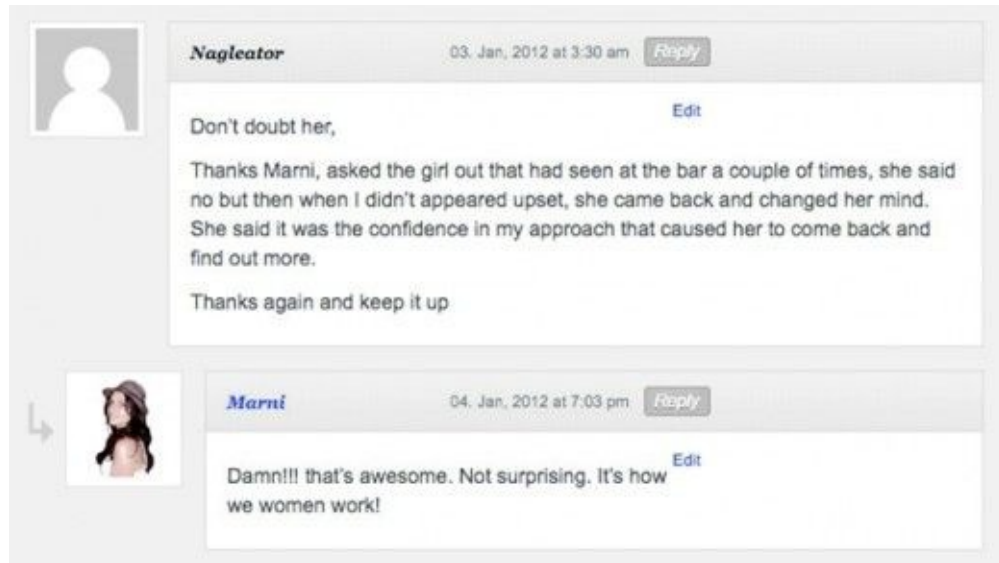 Nagleator 03. Jan, 2012 at 3:30 am Reply
Edit
Don't doubt her,
Thanks Marni, asked the girl out that had seen at the bar a couple of times, she said
no but then when I didn't appeared upset, she came back and changed her mind.
She said it was the confidence in my approach that caused her to come back and
find out more.
Thanks again and keep it up
Marni 04. Jan, 2012 at 7:03 pm Reply
Edit
Damn!!! that's awesome. Not surprising. It's how
we women work!